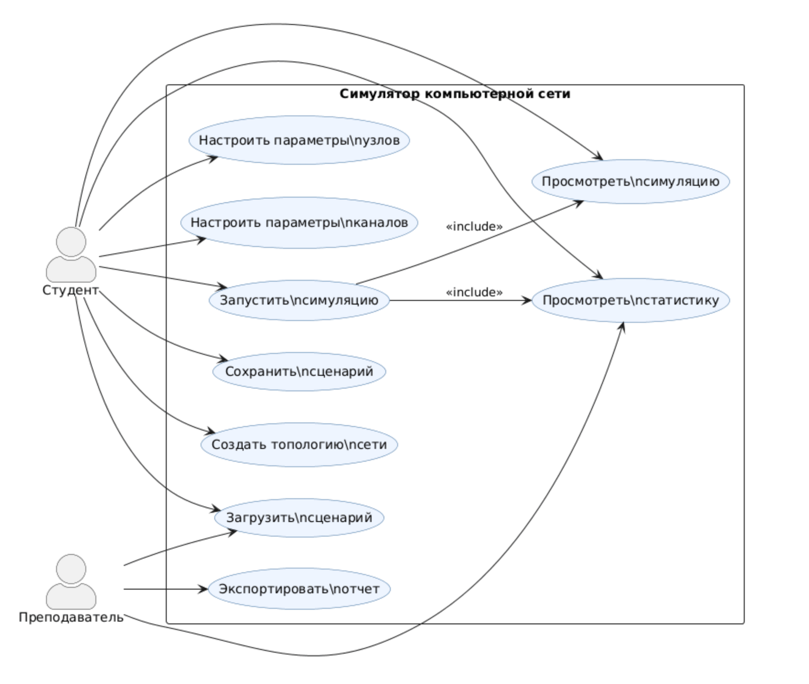 Симулятор компьютерной сети
Настроить параметры\nузлов
Просмотреть\nсимуляцию
Настроить параметры\nканалов
«include»
Студент
Запустить\nсимуляцию
«include»
Просмотреть\nстатистику
Сохранить\nсценарий
Создать топологию\nсети
Загрузить\nсценарий
Экспортировать\nотчет
Преподаватель